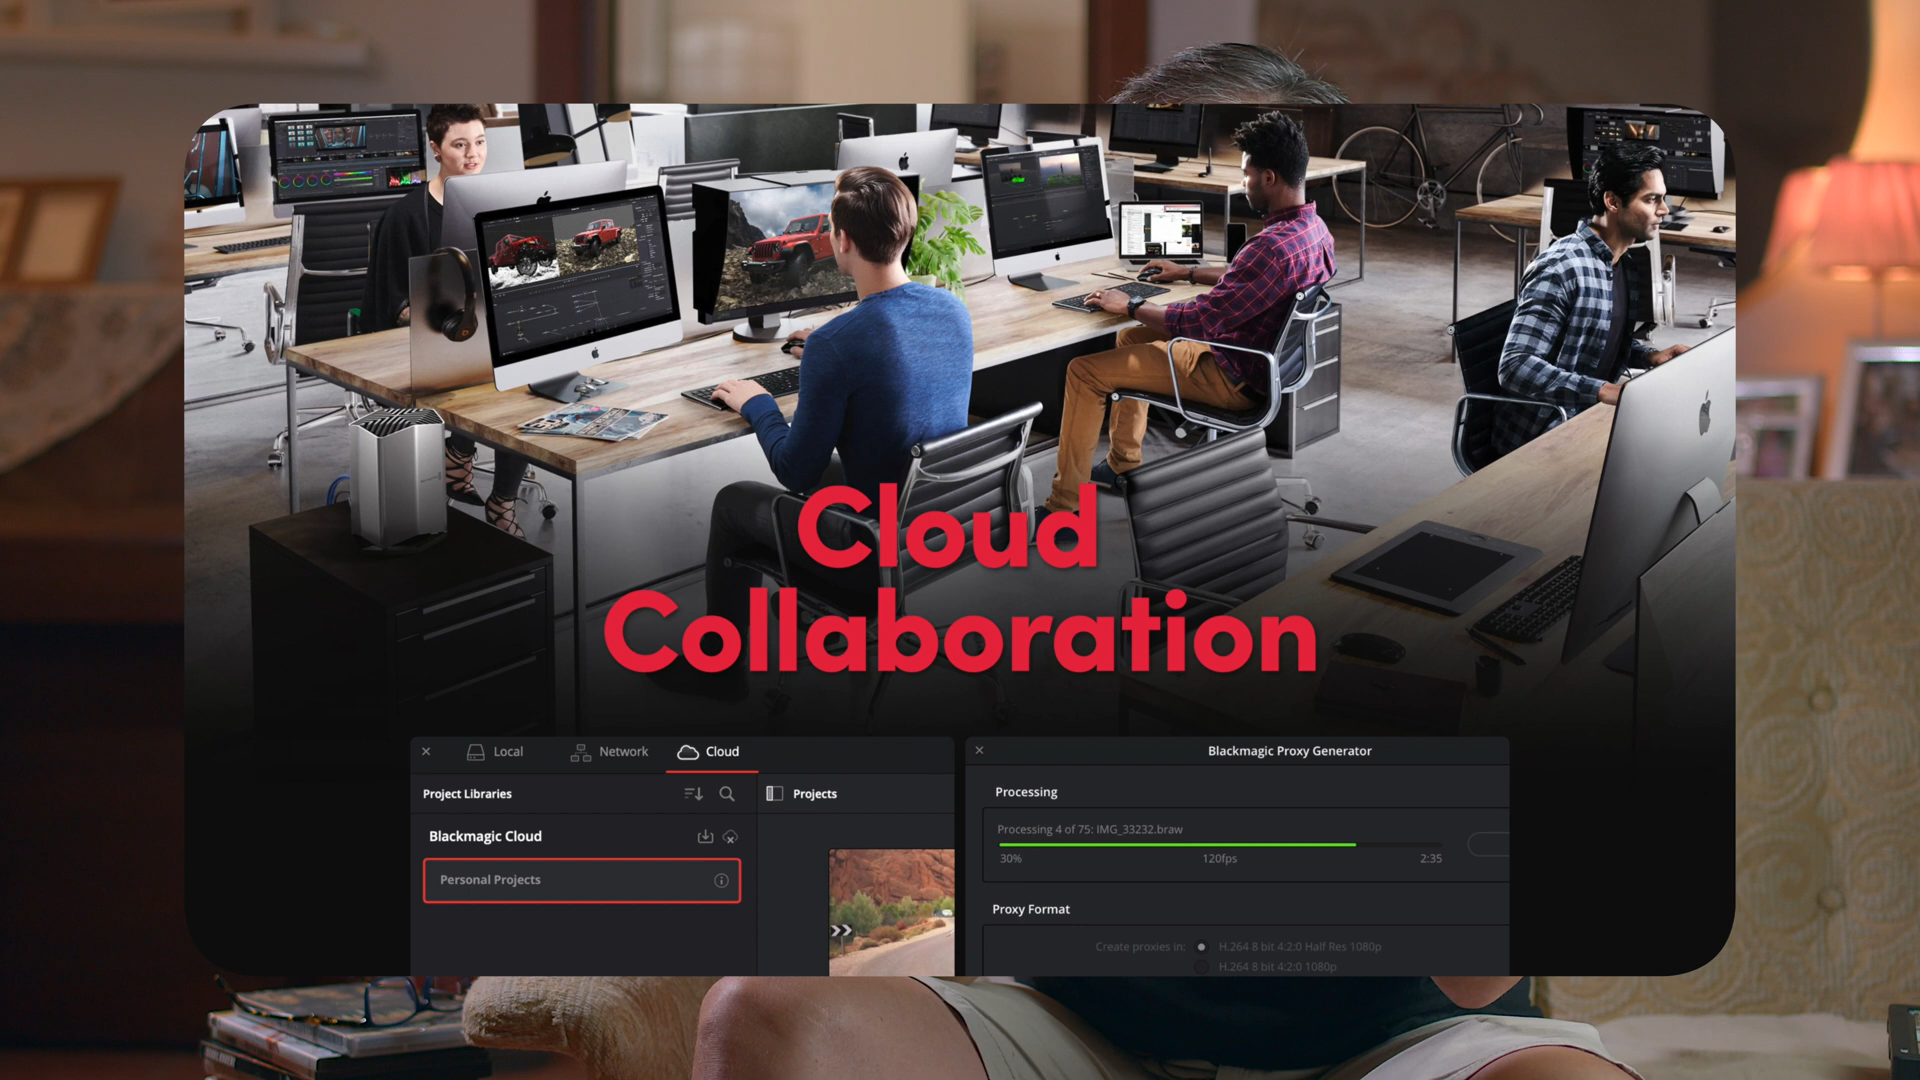 Cloud
Collaboration
Local
Network
Cloud
Project Libraries
Projects
Blackmagic Cloud
Personal Projects
Blackmagic Proxy Generator
Processing
Processing 4 of 75: IMG_33232.braw
30%
120fps
2:35
Proxy Format
Create proxies in:
H.264 8 bit 4:2:0 Half Res 1080p
H.264 8 bit 4:2:0 1080p